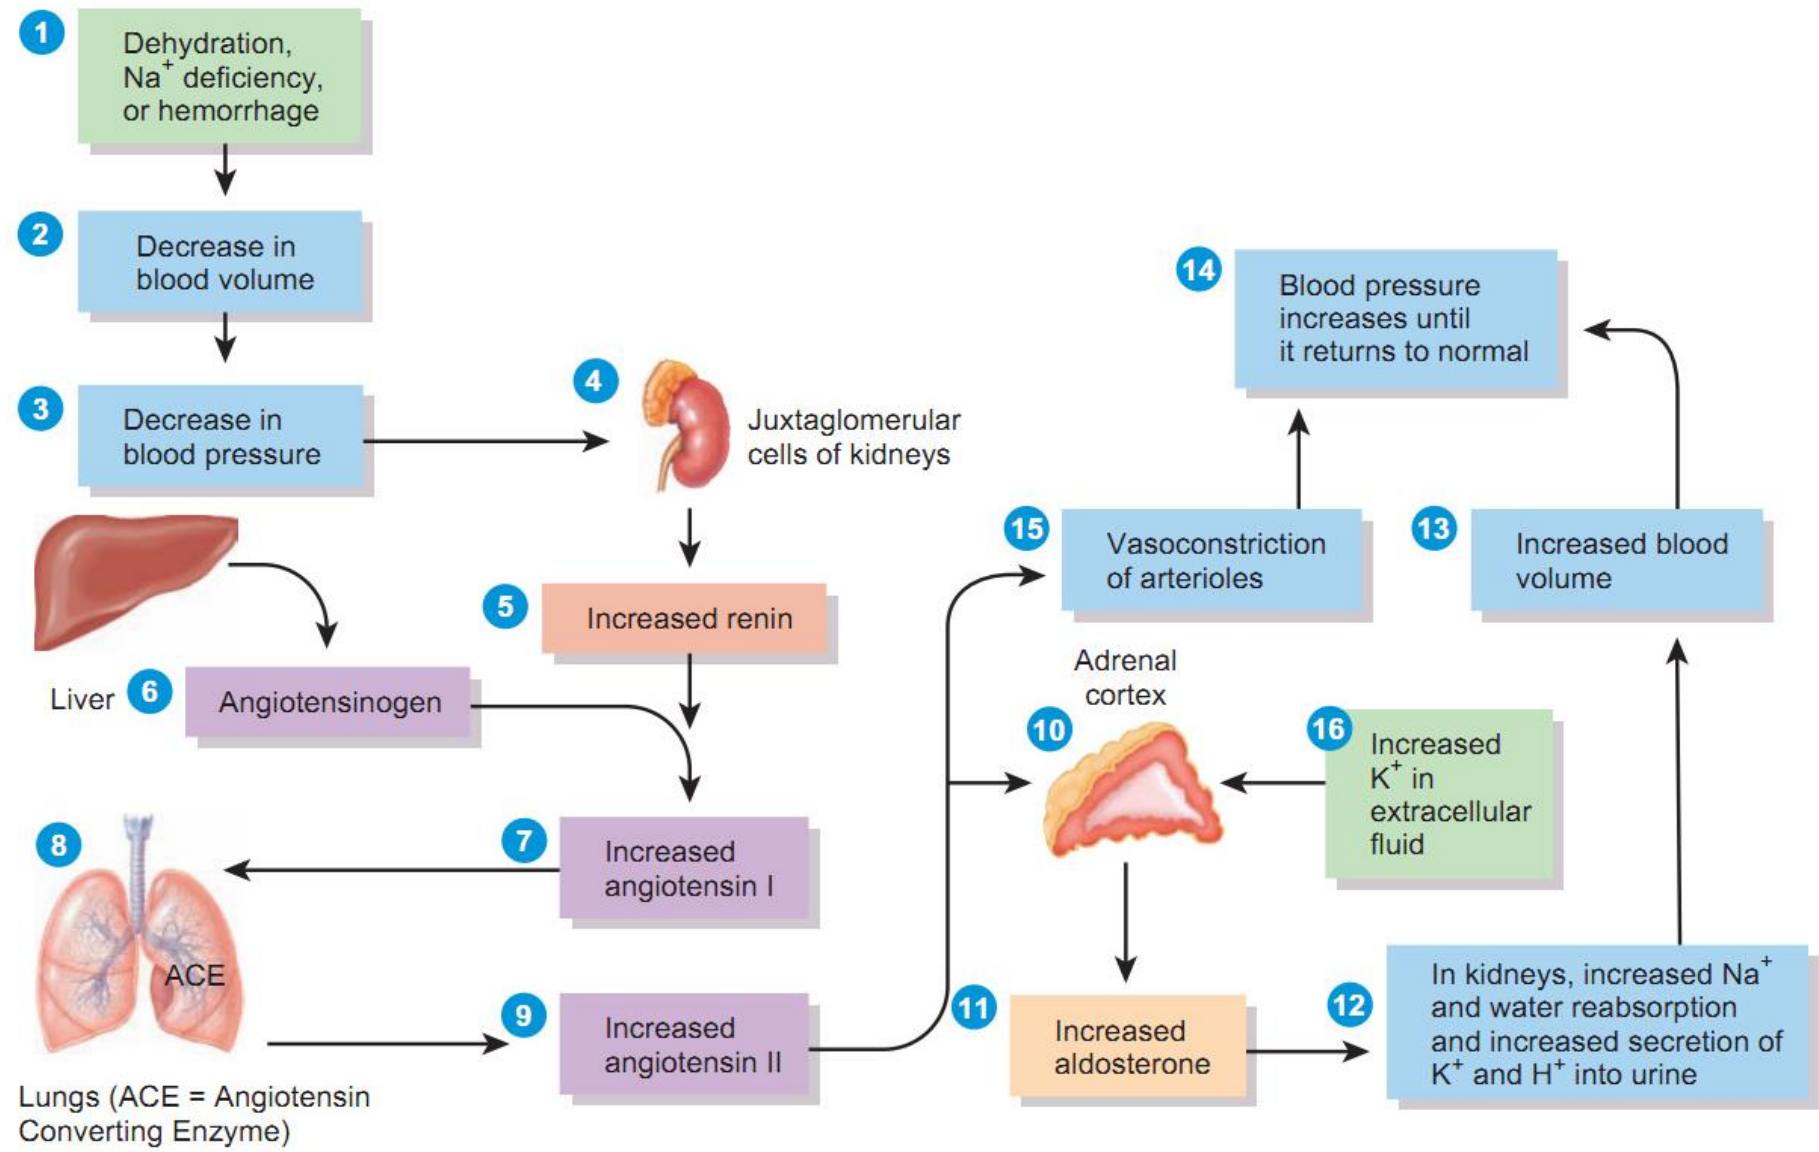 1
Dehydration,
Na+ deficiency,
or hemorrhage
2
Decrease in
blood volume
3
Decrease in
blood pressure
4
Juxtaglomerular
cells of kidneys
5
Increased renin
Liver
6
Angiotensinogen
7
Increased
angiotensin I
8
ACE
Lungs (ACE = Angiotensin
Converting Enzyme)
9
Increased
angiotensin II
10
Adrenal
cortex
11
Increased
aldosterone
12
In kidneys, increased Na+
and water reabsorption
and increased secretion of
K+ and H+ into urine
13
Increased blood
volume
14
Blood pressure
increases until
it returns to normal
15
Vasoconstriction
of arterioles
16
Increased
K+ in
extracellular
fluid